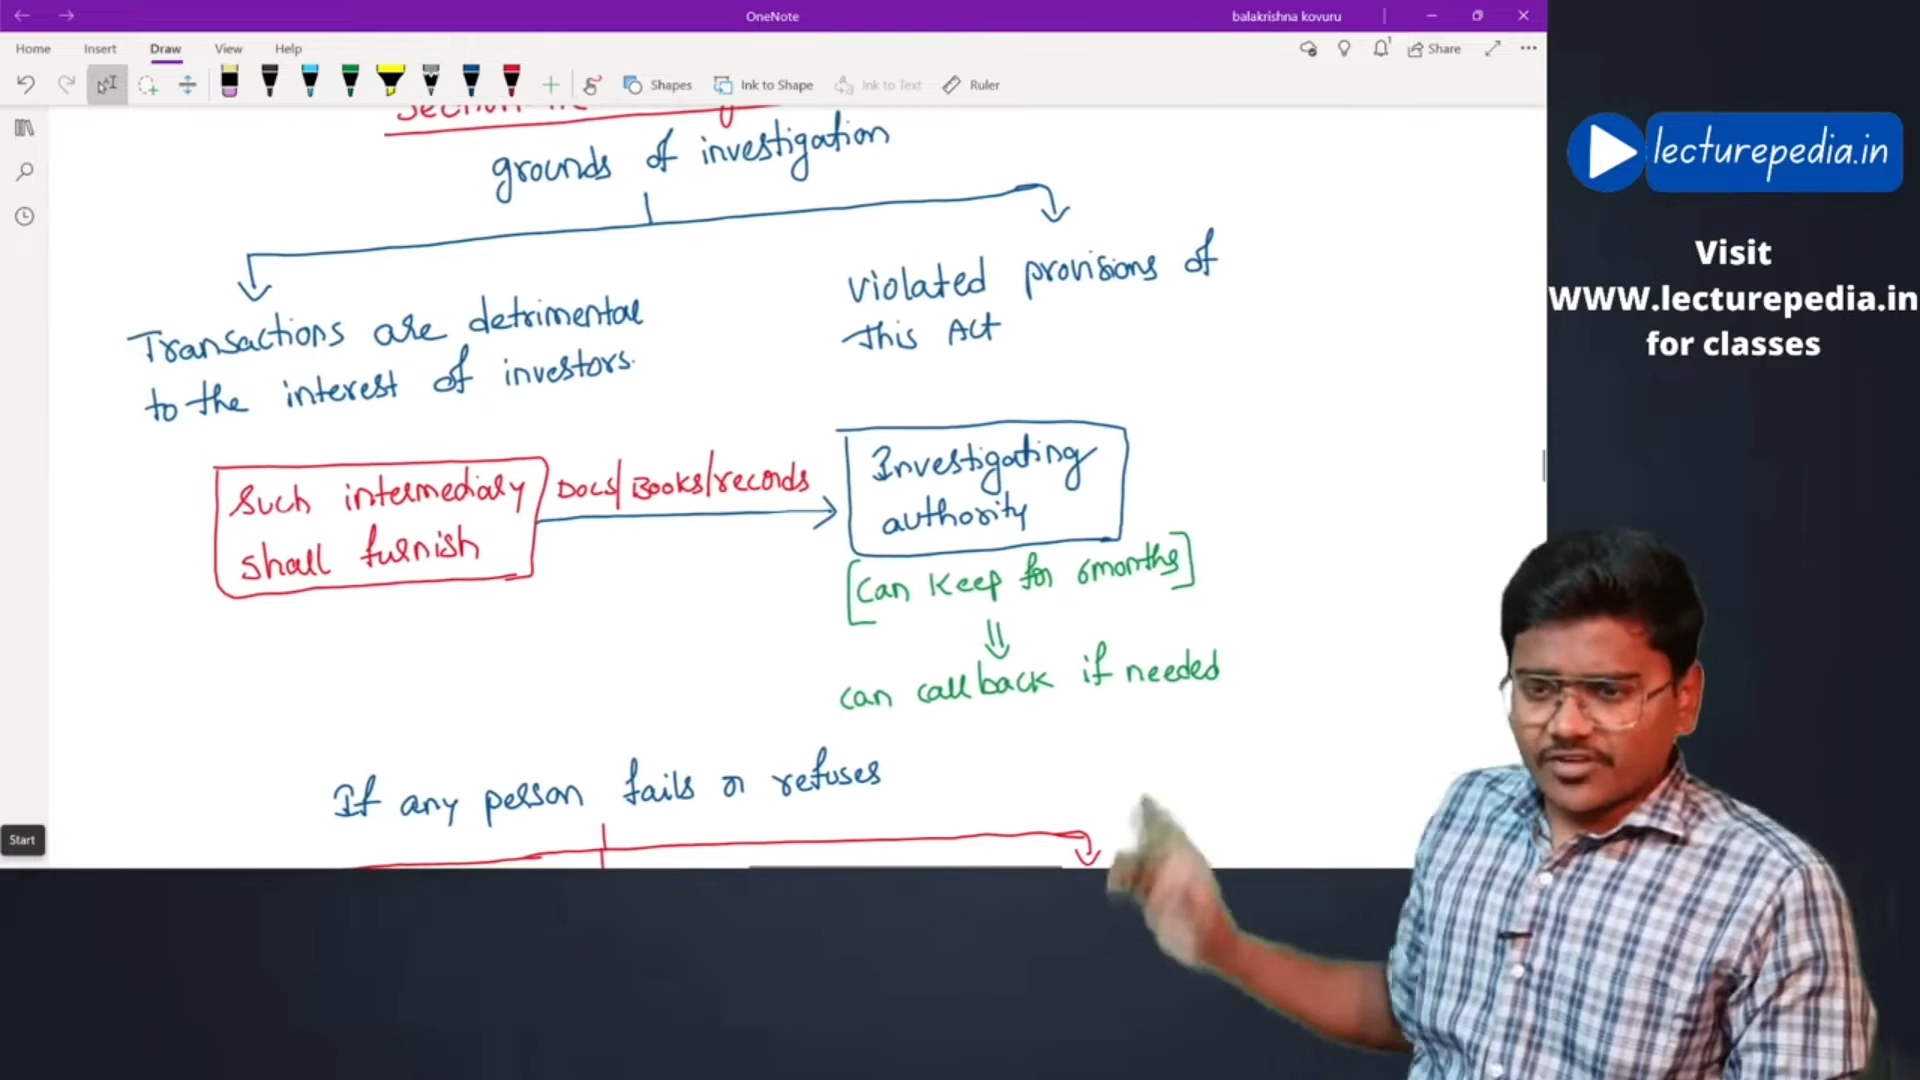 OneNote
balakrishna kovuru
Home Insert Draw View Help
Share
Shapes
Ink to Shape
Ink to Text
Ruler
grounds of investigation
Transactions are detrimental
to the interest of investors.
Violated provisions of
this Act
Such intermediary
shall furnish
Docs/Books/records
Investigating
authority
[Can keep for 6months]
can call back if needed
If any person fails or refuses
Start
lecturepedia.in
Visit
WWW.lecturepedia.in
for classes